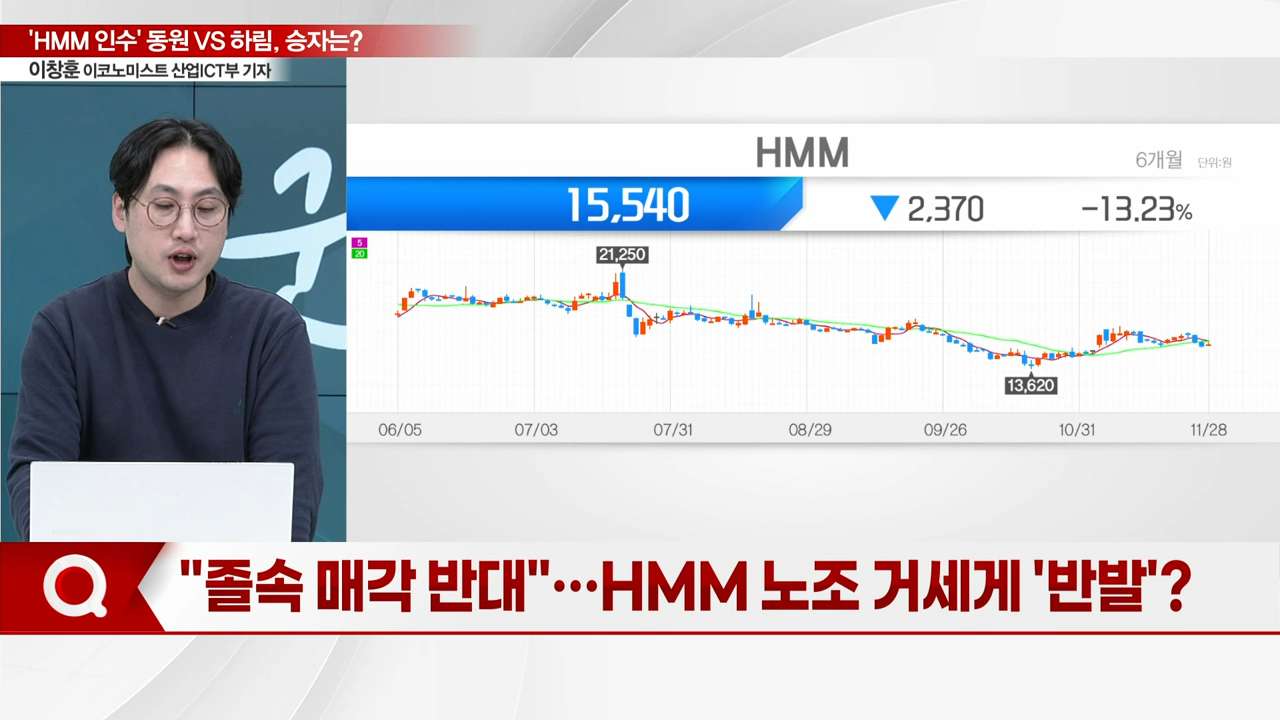 'HMM 인수' 동원 VS 하림, 승자는?
이창훈 이코노미스트 산업ICT부 기자
HMM
6개월 단위:원
15,540 ▼ 2,370 -13.23%
5
20
21,250
13,620
06/05 07/03 07/31 08/29 09/26 10/31 11/28
Q "졸속 매각 반대"…HMM 노조 거세게 '반발'?